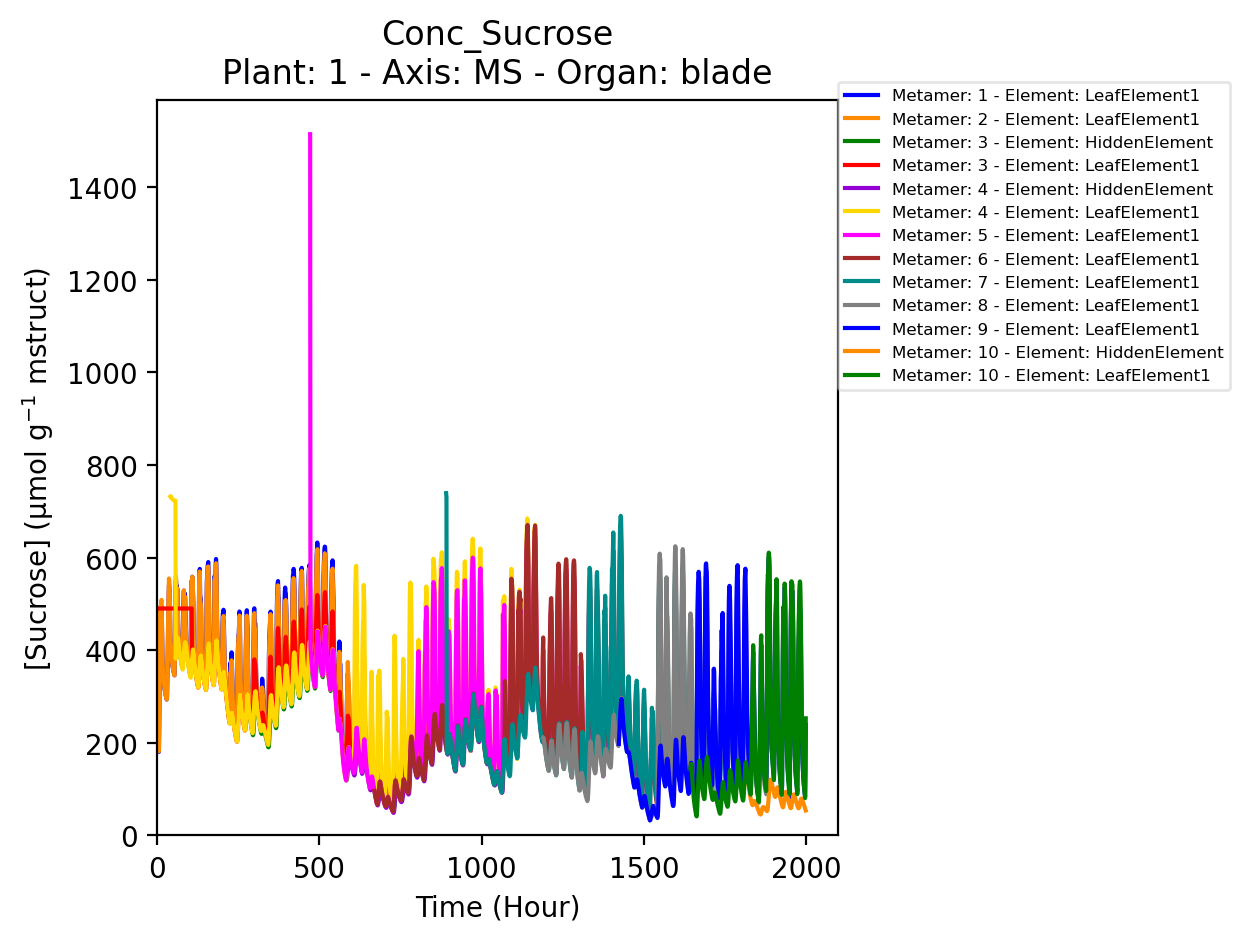 Conc_Sucrose
Plant: 1 - Axis: MS - Organ: blade
Metamer: 1 - Element: LeafElement1
Metamer: 2 - Element: LeafElement1
Metamer: 3 - Element: HiddenElement
Metamer: 3 - Element: LeafElement1
Metamer: 4 - Element: HiddenElement
Metamer: 4 - Element: LeafElement1
Metamer: 5 - Element: LeafElement1
Metamer: 6 - Element: LeafElement1
Metamer: 7 - Element: LeafElement1
Metamer: 8 - Element: LeafElement1
Metamer: 9 - Element: LeafElement1
Metamer: 10 - Element: HiddenElement
Metamer: 10 - Element: LeafElement1
[Sucrose] (µmol g⁻¹ mstruct)
1400
1200
1000
800
600
400
200
0
0 500 1000 1500 2000
Time (Hour)